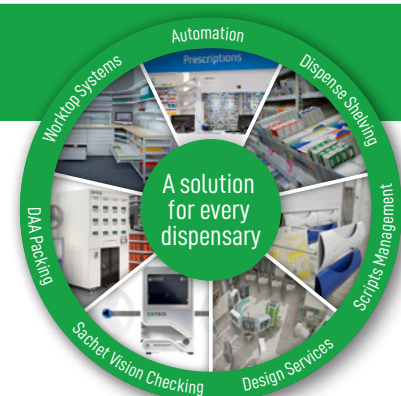 Automation
Prescriptions
Dispense Shelving
Scripts Management
Design Services
Sachet Vision Checking
DAA Packing
Worktop Systems
A solution
for every
dispensary